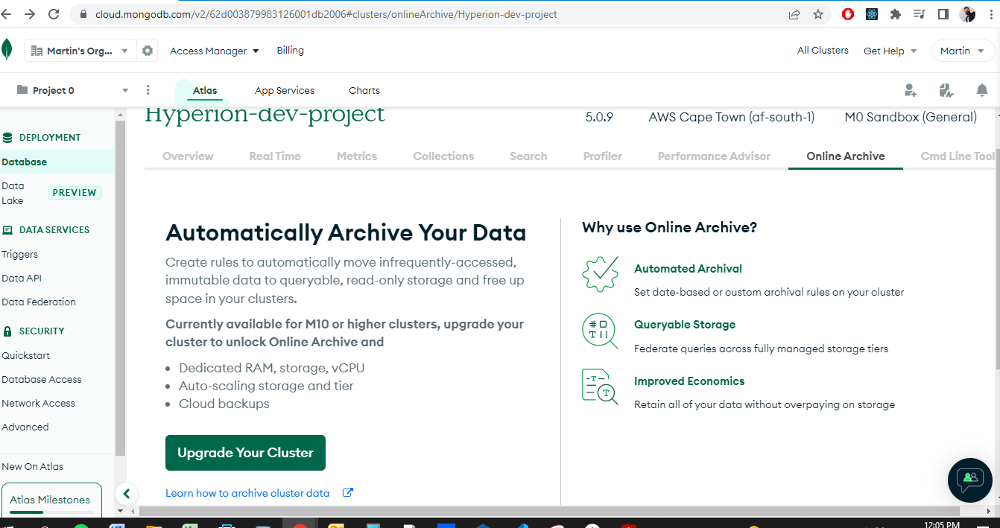 cloud.mongodb.com/v2/62d003879983126001db2006#clusters/onlineArchive/Hyperion-dev-project
Martin's Org...
Access Manager
Billing
All Clusters
Get Help
Martin
Project 0
Atlas
App Services
Charts
Hyperion-dev-project
5.0.9
AWS Cape Town (af-south-1)
M0 Sandbox (General)
DEPLOYMENT
Database
Data
Lake
PREVIEW
DATA SERVICES
Triggers
Data API
Data Federation
SECURITY
Quickstart
Database Access
Network Access
Advanced
New On Atlas
Atlas Milestones
Overview
Real Time
Metrics
Collections
Search
Profiler
Performance Advisor
Online Archive
Cmd Line Tool
Automatically Archive Your Data
Create rules to automatically move infrequently-accessed,
immutable data to queryable, read-only storage and free up
space in your clusters.
Currently available for M10 or higher clusters, upgrade your
cluster to unlock Online Archive and
• Dedicated RAM, storage, vCPU
• Auto-scaling storage and tier
• Cloud backups
Upgrade Your Cluster
Learn how to archive cluster data
Why use Online Archive?
Automated Archival
Set date-based or custom archival rules on your cluster
Queryable Storage
Federate queries across fully managed storage tiers
Improved Economics
Retain all of your data without overpaying on storage
12:05 PM